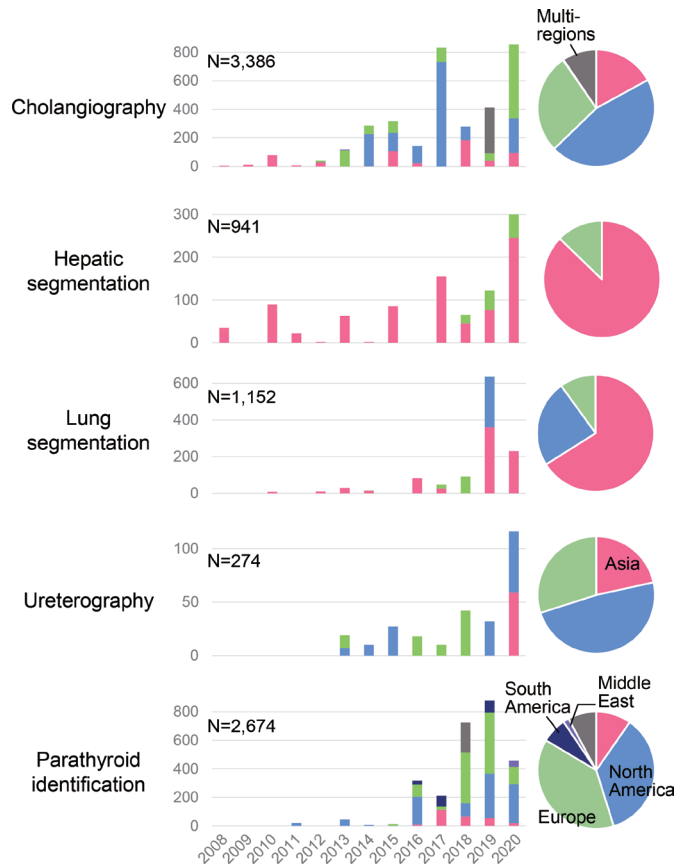 Multi-
regions
N=3,386
Cholangiography
800
600
400
200
0
N=941
Hepatic
segmentation
300
200
100
0
N=1,152
Lung
segmentation
600
400
200
0
N=274
Ureterography
100
50
0
Asia
South
America
Middle
East
N=2,674
Parathyroid
identification
800
600
400
200
0
North
America
Europe
2008
2009
2010
2011
2012
2013
2014
2015
2016
2017
2018
2019
2020